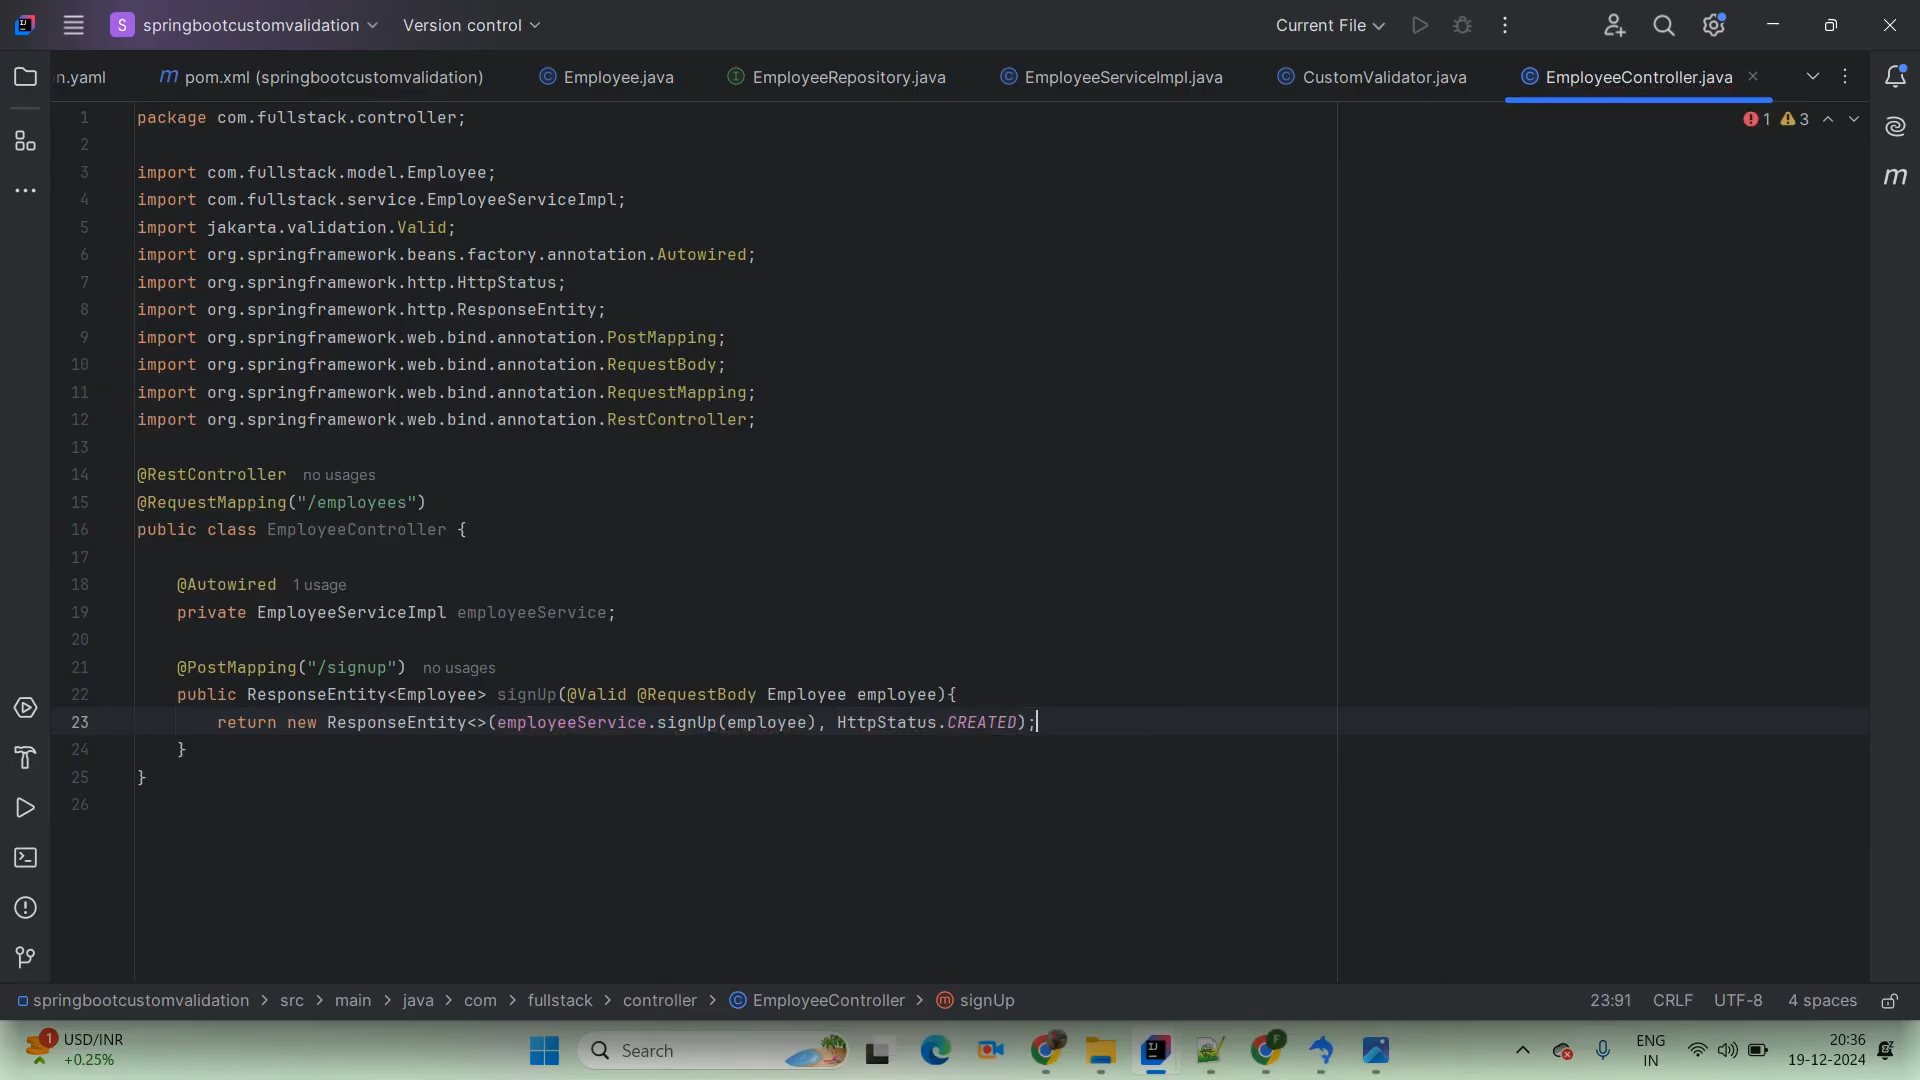 S springbootcustomvalidation Version control Current File
n.yaml m pom.xml (springbootcustomvalidation) Employee.java EmployeeRepository.java EmployeeServiceImpl.java CustomValidator.java EmployeeController.java
1 package com.fullstack.controller; 1 3
2
3 import com.fullstack.model.Employee;
4 import com.fullstack.service.EmployeeServiceImpl;
5 import jakarta.validation.Valid;
6 import org.springframework.beans.factory.annotation.Autowired;
7 import org.springframework.http.HttpStatus;
8 import org.springframework.http.ResponseEntity;
9 import org.springframework.web.bind.annotation.PostMapping;
10 import org.springframework.web.bind.annotation.RequestBody;
11 import org.springframework.web.bind.annotation.RequestMapping;
12 import org.springframework.web.bind.annotation.RestController;
13
14 @RestController no usages
15 @RequestMapping("/employees")
16 public class EmployeeController {
17
18 @Autowired 1 usage
19 private EmployeeServiceImpl employeeService;
20
21 @PostMapping("/signup") no usages
22 public ResponseEntity<Employee> signUp(@Valid @RequestBody Employee employee){
23 return new ResponseEntity<>(employeeService.signUp(employee), HttpStatus.CREATED);
24 }
25 }
26
springbootcustomvalidation > src > main > java > com > fullstack > controller > EmployeeController > signUp 23:91 CRLF UTF-8 4 spaces
1 USD/INR
+0.25%
Search
ENG
IN
20:36
19-12-2024